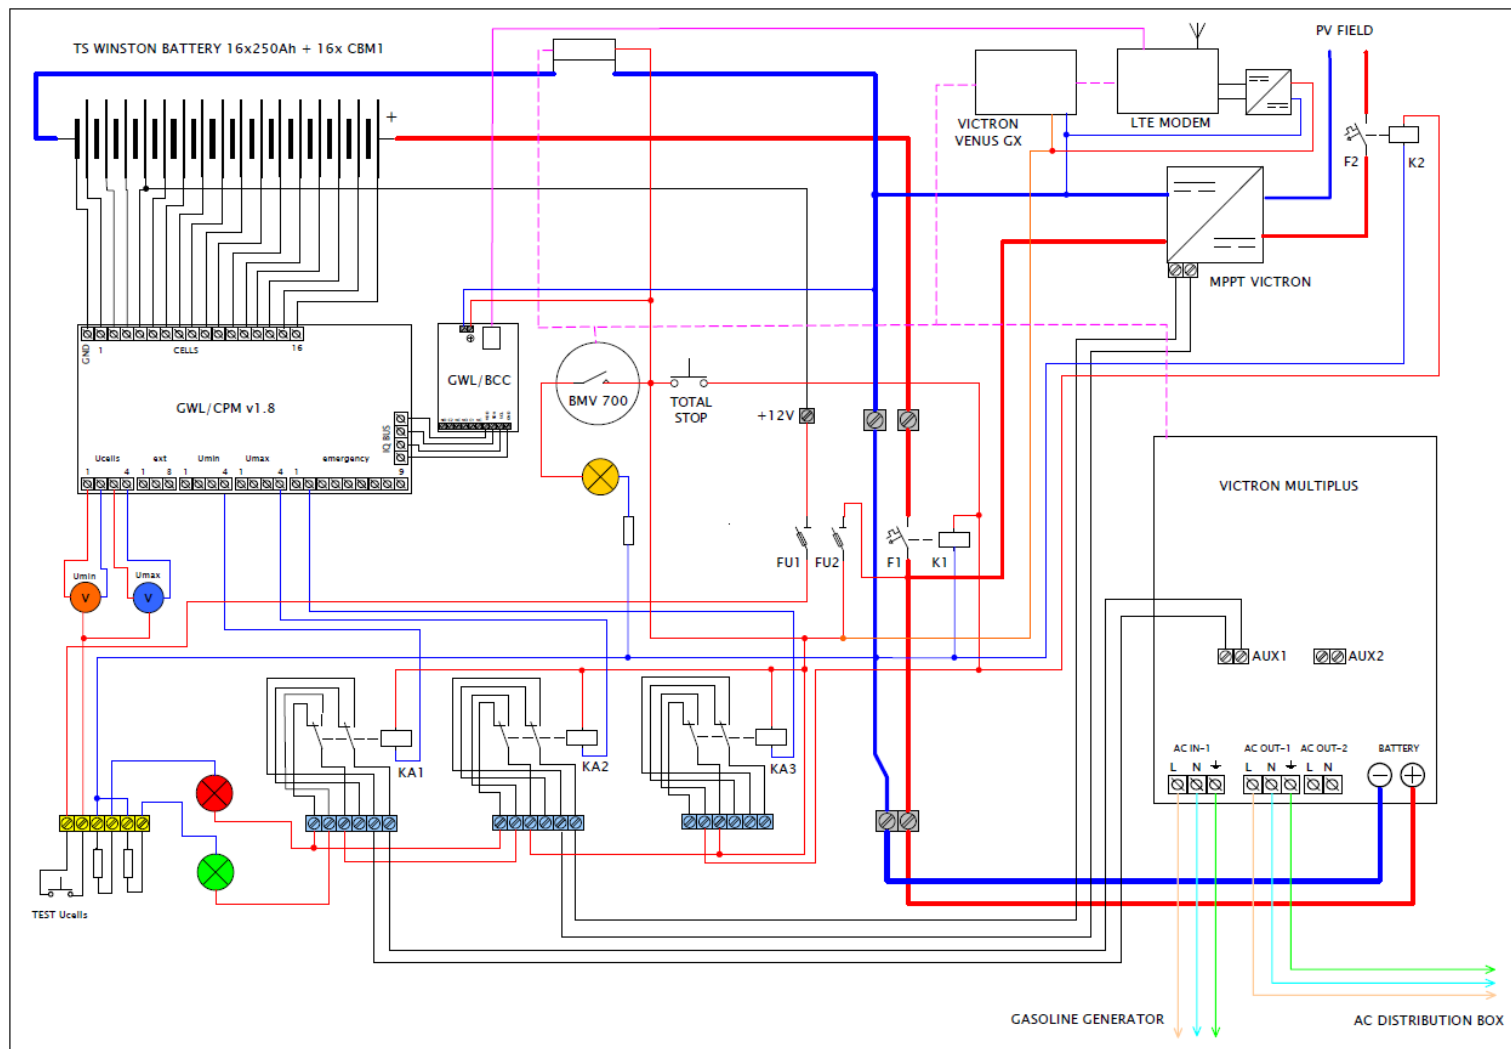 TS WINSTON BATTERY 16x250Ah + 16x CBM1
PV FIELD
+
VICTRON
VENUS GX
LTE MODEM
F2
K2
MPPT VICTRON
GND
1
CELLS
16
GWL/CPM v1.8
GWL/BCC
IQ BUS
BMV 700
TOTAL
STOP
+12V
Ucells
ext
Umin
Umax
emergency
1
4
1
8
1
4
1
4
1
9
VICTRON MULTIPLUS
FU1
FU2
F1
K1
Umin
Umax
V
V
AUX1
AUX2
KA1
KA2
KA3
AC IN-1
AC OUT-1
AC OUT-2
BATTERY
L N
L N
L N
TEST Ucells
GASOLINE GENERATOR
AC DISTRIBUTION BOX